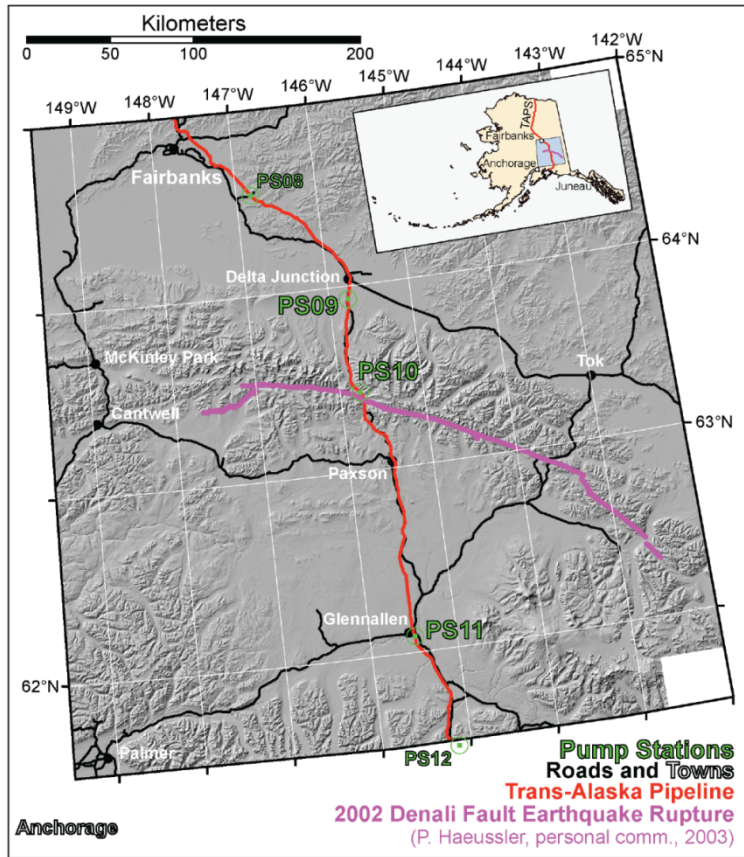 Kilometers
0 50 100 200
149°W 148°W 147°W 146°W 145°W 144°W 143°W 142°W
65°N
TAPS
Fairbanks
Anchorage
Juneau
Fairbanks
PS08
64°N
Delta Junction
PS09
McKinley Park
PS10
Tok
Cantwell
63°N
Paxson
Glennallen
PS11
62°N
Palmer
PS12
Pump Stations
Roads and Towns
Trans-Alaska Pipeline
2002 Denali Fault Earthquake Rupture
(P. Haeussler, personal comm., 2003)
Anchorage